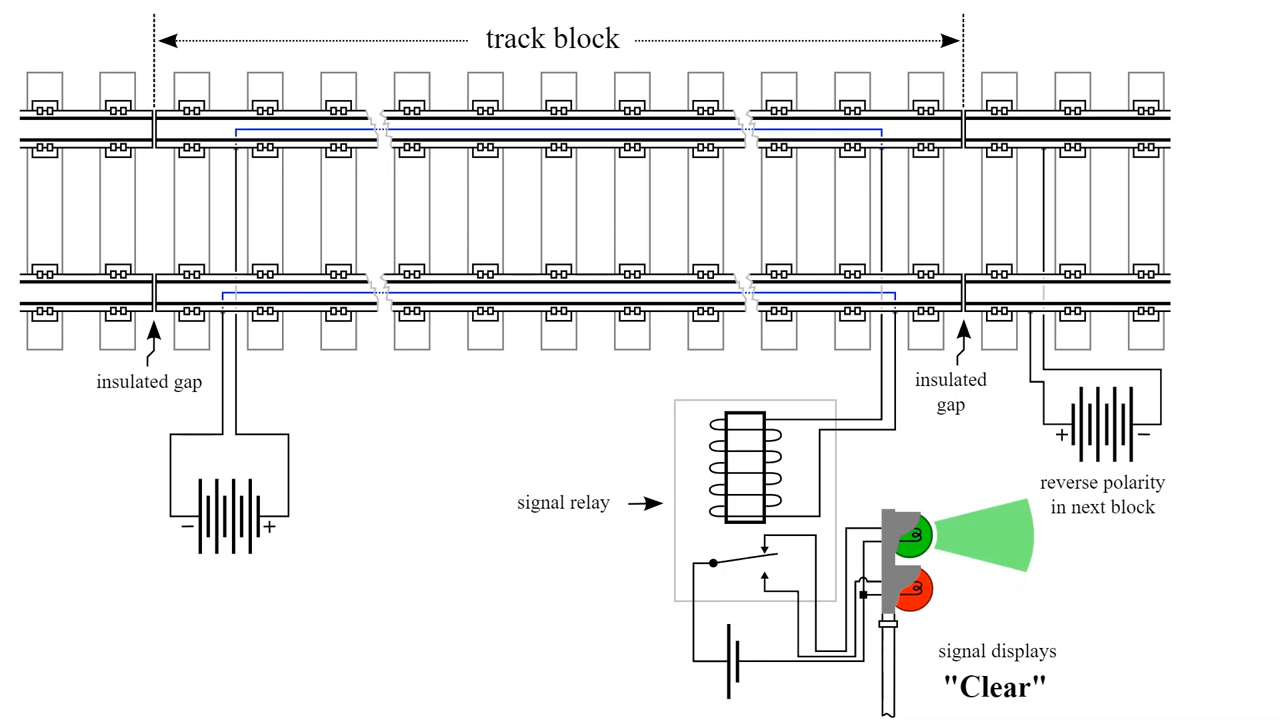 track block
insulated gap
insulated
gap
+ −
reverse polarity
in next block
− +
signal relay
signal displays
"Clear"